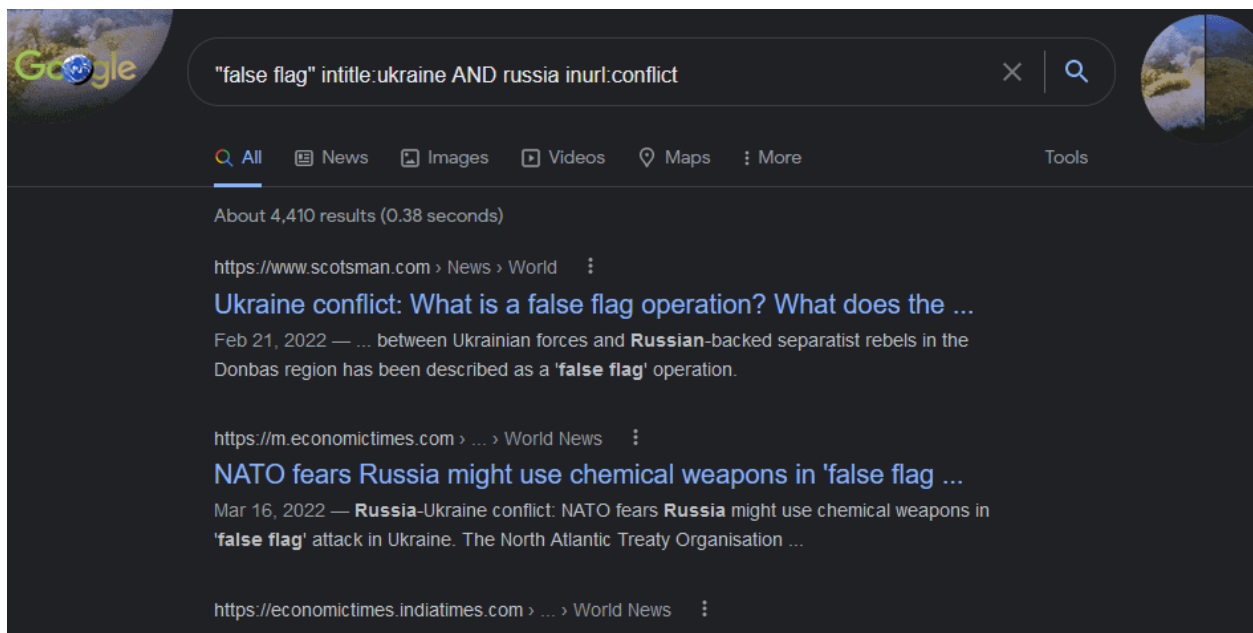 Google
"false flag" intitle:ukraine AND russia inurl:conflict
All News Images Videos Maps More Tools
About 4,410 results (0.38 seconds)
https://www.scotsman.com › News › World
Ukraine conflict: What is a false flag operation? What does the ...
Feb 21, 2022 — ... between Ukrainian forces and Russian-backed separatist rebels in the
Donbas region has been described as a 'false flag' operation.
https://m.economictimes.com › ... › World News
NATO fears Russia might use chemical weapons in 'false flag ...
Mar 16, 2022 — Russia-Ukraine conflict: NATO fears Russia might use chemical weapons in
'false flag' attack in Ukraine. The North Atlantic Treaty Organisation ...
https://economictimes.indiatimes.com › ... › World News